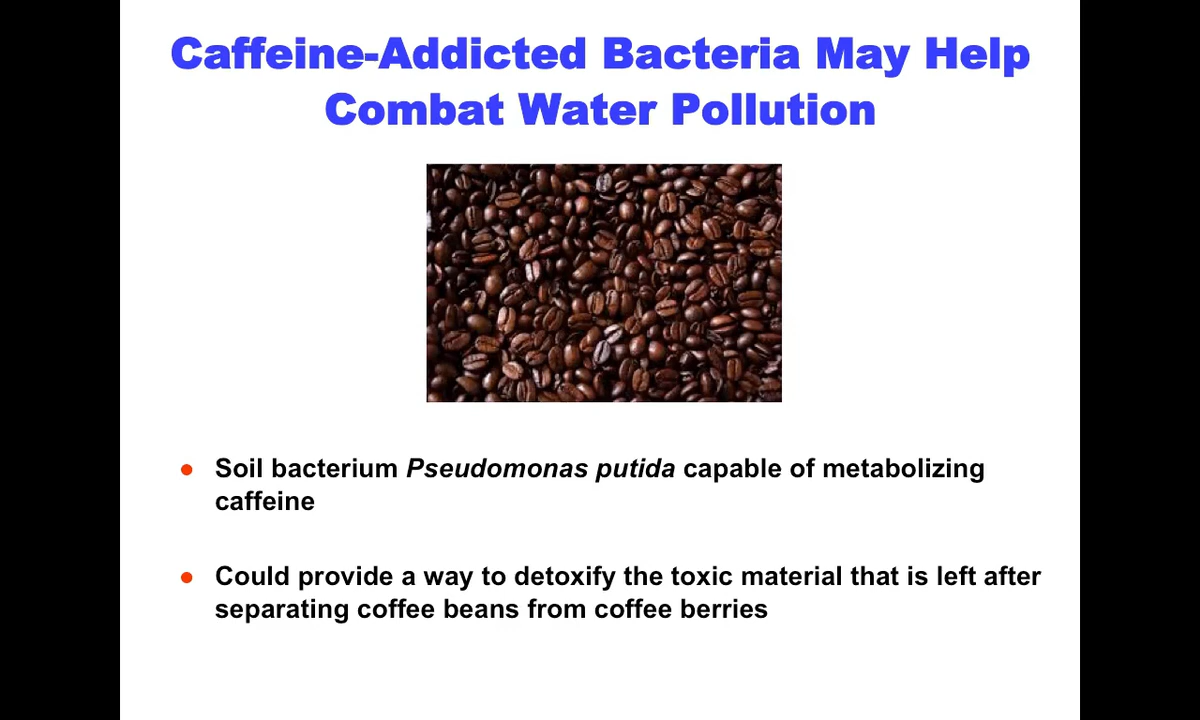 Caffeine-Addicted Bacteria May Help
Combat Water Pollution
● Soil bacterium Pseudomonas putida capable of metabolizing
caffeine
● Could provide a way to detoxify the toxic material that is left after
separating coffee beans from coffee berries